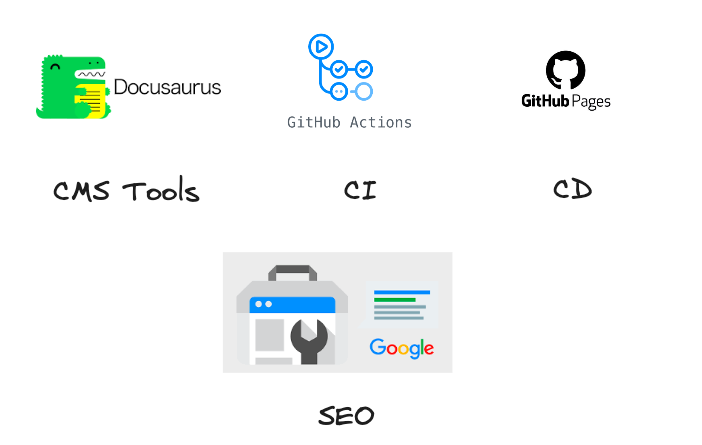 Docusaurus
GitHub Actions
GitHub Pages
CMS Tools
CI
CD
Google
SEO